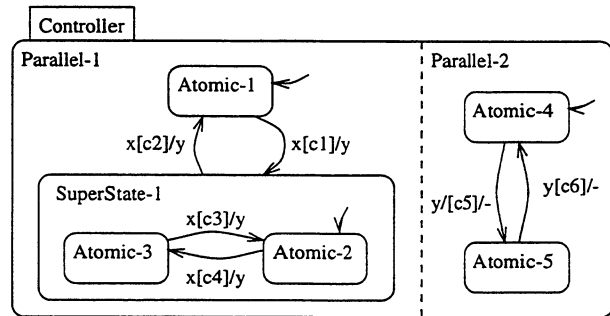 Controller
Parallel-1
Parallel-2
Atomic-1
Atomic-4
x[c2]/y
x[c1]/y
SuperState-1
y/[c5]/-
y[c6]/-
x[c3]/y
Atomic-3
Atomic-2
x[c4]/y
Atomic-5